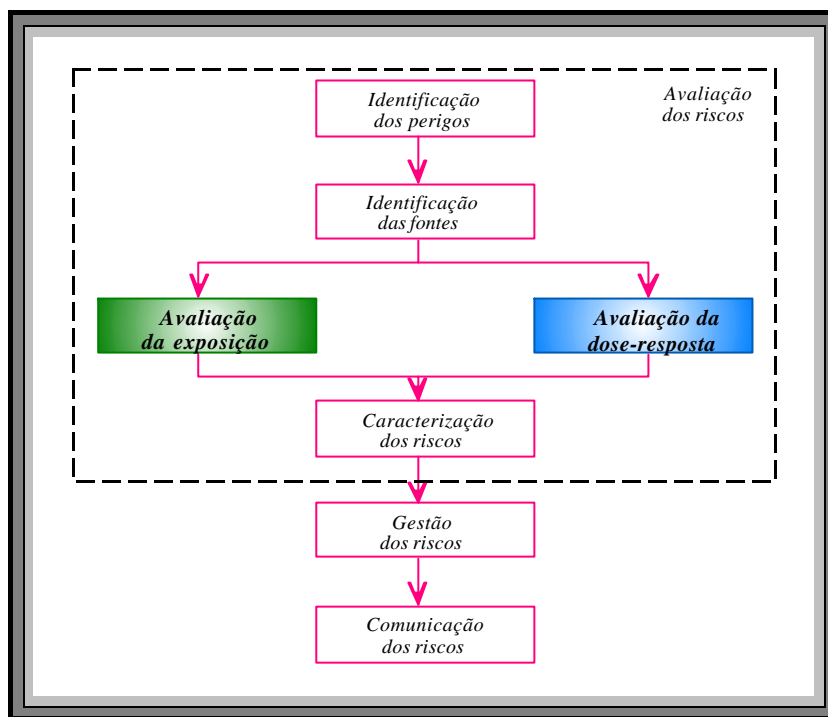 Identificação
dos perigos
Avaliação
dos riscos
Identificação
das fontes
Avaliação
da exposição
Avaliação da
dose-resposta
Caracterização
dos riscos
Gestão
dos riscos
Comunicação
dos riscos